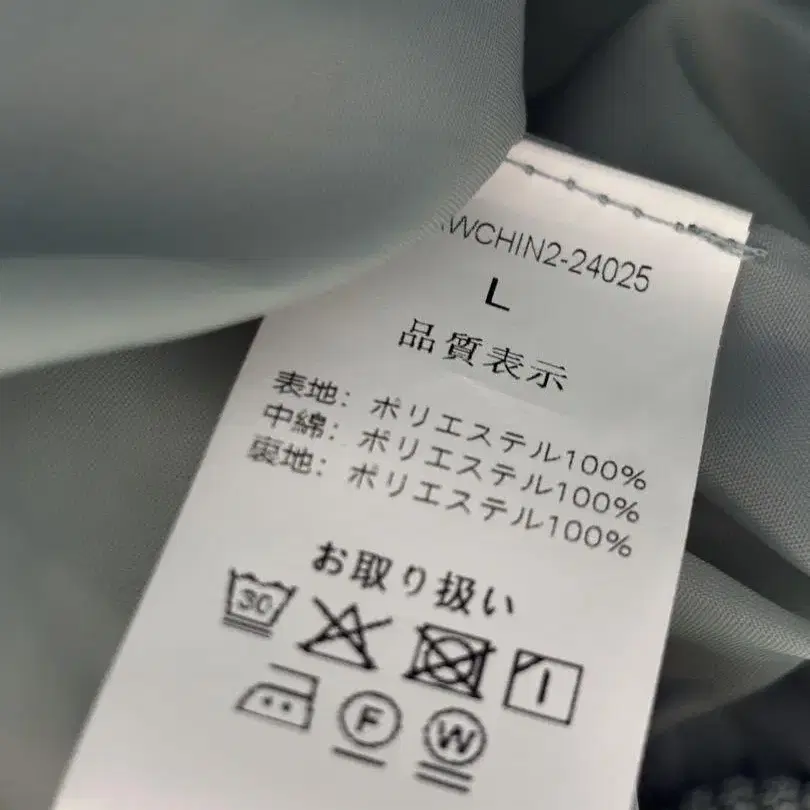 WCHIN2-24025
L
品質表示
表地: ポリエステル100%
中綿: ポリエステル100%
裏地: ポリエステル100%
お取り扱い
30
F
W